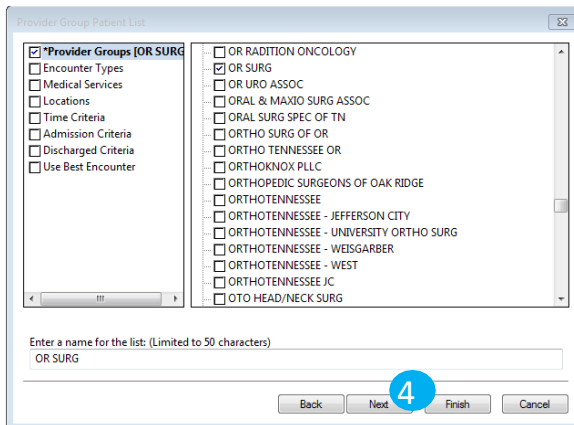 Provider Group Patient List
*Provider Groups [OR SURG
Encounter Types
Medical Services
Locations
Time Criteria
Admission Criteria
Discharged Criteria
Use Best Encounter
OR RADITION ONCOLOGY
OR SURG
OR URO ASSOC
ORAL & MAXIO SURG ASSOC
ORAL SURG SPEC OF TN
ORTHO SURG OF OR
ORTHO TENNESSEE OR
ORTHOKNOX PLLC
ORTHOPEDIC SURGEONS OF OAK RIDGE
ORTHOTENNESSEE
ORTHOTENNESSEE - JEFFERSON CITY
ORTHOTENNESSEE - UNIVERSITY ORTHO SURG
ORTHOTENNESSEE - WEISGARBER
ORTHOTENNESSEE - WEST
ORTHOTENNESSEE JC
OTO HEAD/NECK SURG
Enter a name for the list: (Limited to 50 characters)
OR SURG
Back Next 4 Finish Cancel